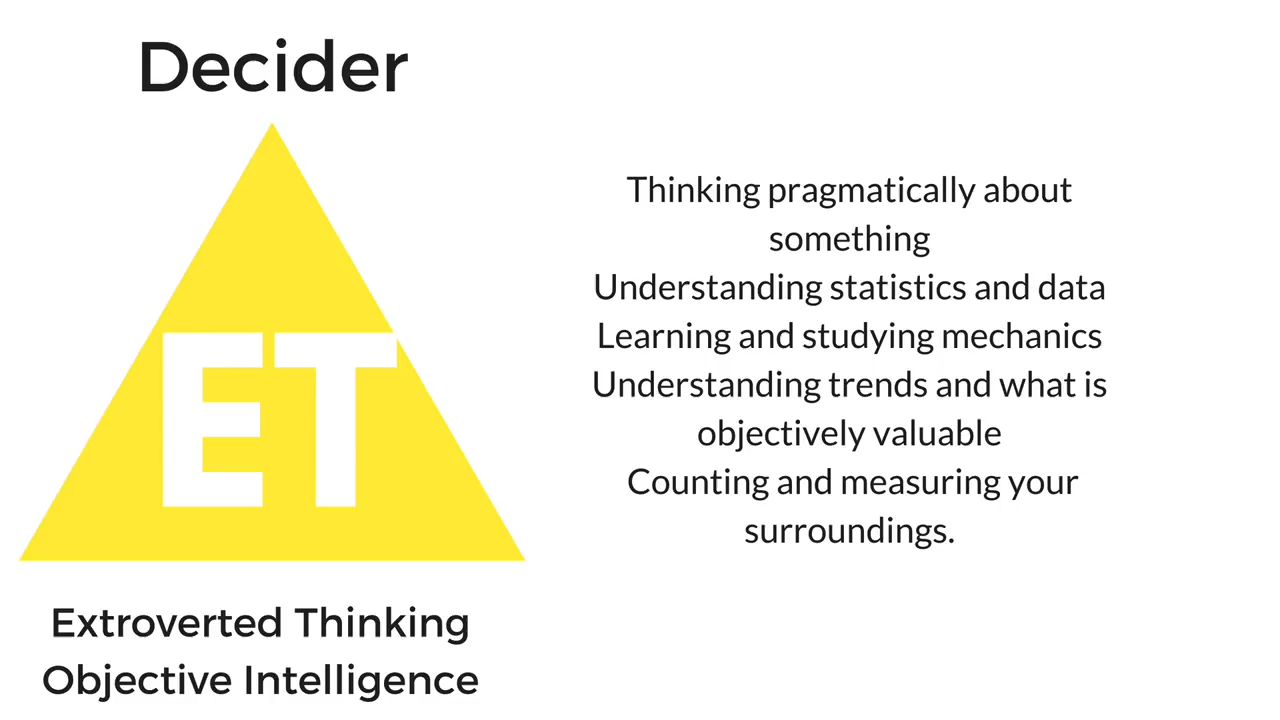 Decider
ET
Extroverted Thinking
Objective Intelligence
Thinking pragmatically about
something
Understanding statistics and data
Learning and studying mechanics
Understanding trends and what is
objectively valuable
Counting and measuring your
surroundings.